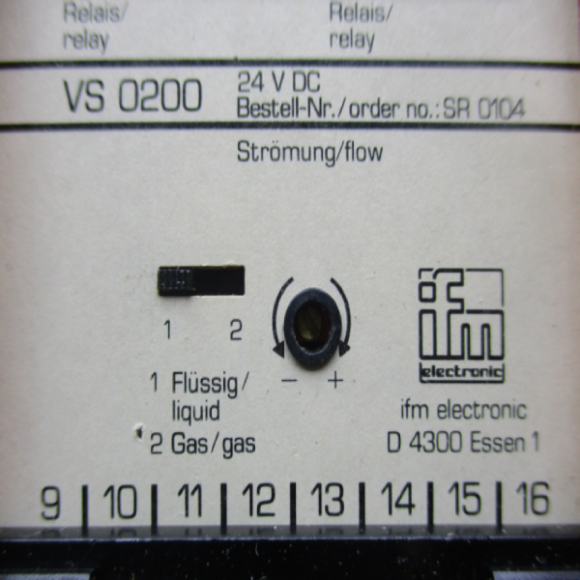 Relais/ Relais/
relay relay
VS 0200 24 V DC
Bestell-Nr./order no.: SR 0104
Strömung/flow
1 2
- +
1 Flüssig/
liquid
2 Gas/gas
ifm
electronic
ifm electronic
D 4300 Essen 1
9 10 11 12 13 14 15 16